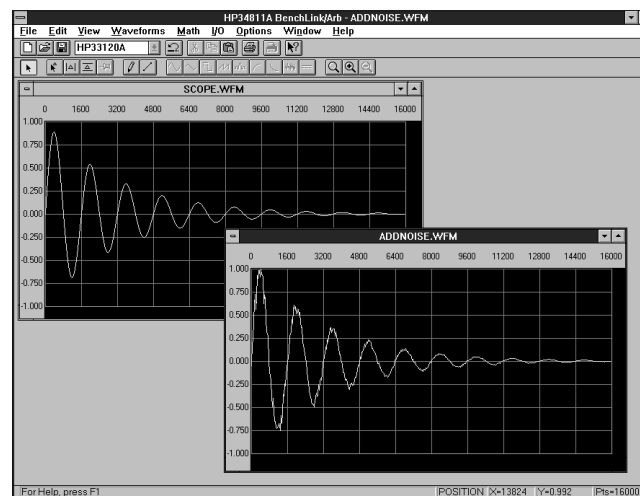 HP34811A BenchLink/Arb - ADDNOISE.WFM
File Edit View Waveforms Math I/O Options Window Help
HP33120A
SCOPE.WFM
0 1600 3200 4800 6400 8000 9600 11200 12800 14400 16000
1.000
0.750
0.500
0.250
0.000
-0.250
-0.500
-0.750
-1.000
ADDNOISE.WFM
0 1600 3200 4800 6400 8000 9600 11200 12800 14400 16000
1.000
0.750
0.500
0.250
0.000
-0.250
-0.500
-0.750
-1.000
For Help, press F1 POSITION X=13824 Y=0.992 Pts=16000